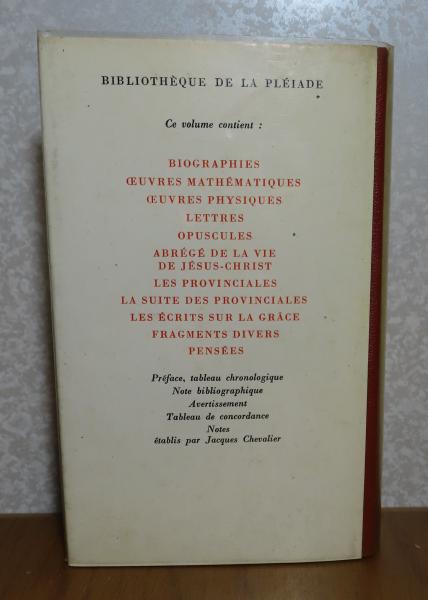 BIBLIOTHÈQUE DE LA PLÉIADE
Ce volume contient :
BIOGRAPHIES
ŒUVRES MATHÉMATIQUES
ŒUVRES PHYSIQUES
LETTRES
OPUSCULES
ABRÉGÉ DE LA VIE
DE JÉSUS-CHRIST
LES PROVINCIALES
LA SUITE DES PROVINCIALES
LES ÉCRITS SUR LA GRÂCE
FRAGMENTS DIVERS
PENSÉES
Préface, tableau chronologique
Note bibliographique
Avertissement
Tableau de concordance
Notes
établis par Jacques Chevalier